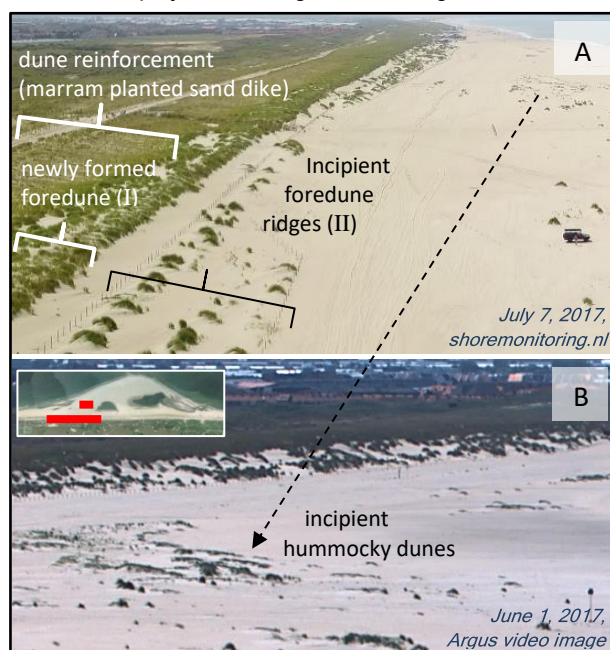 A
dune reinforcement
(marram planted sand dike)
newly formed
foredune (I)
Incipient
foredune
ridges (II)
July 7, 2017,
shoremonitoring.nl
B
incipient
hummocky dunes
June 1, 2017,
Argus video image